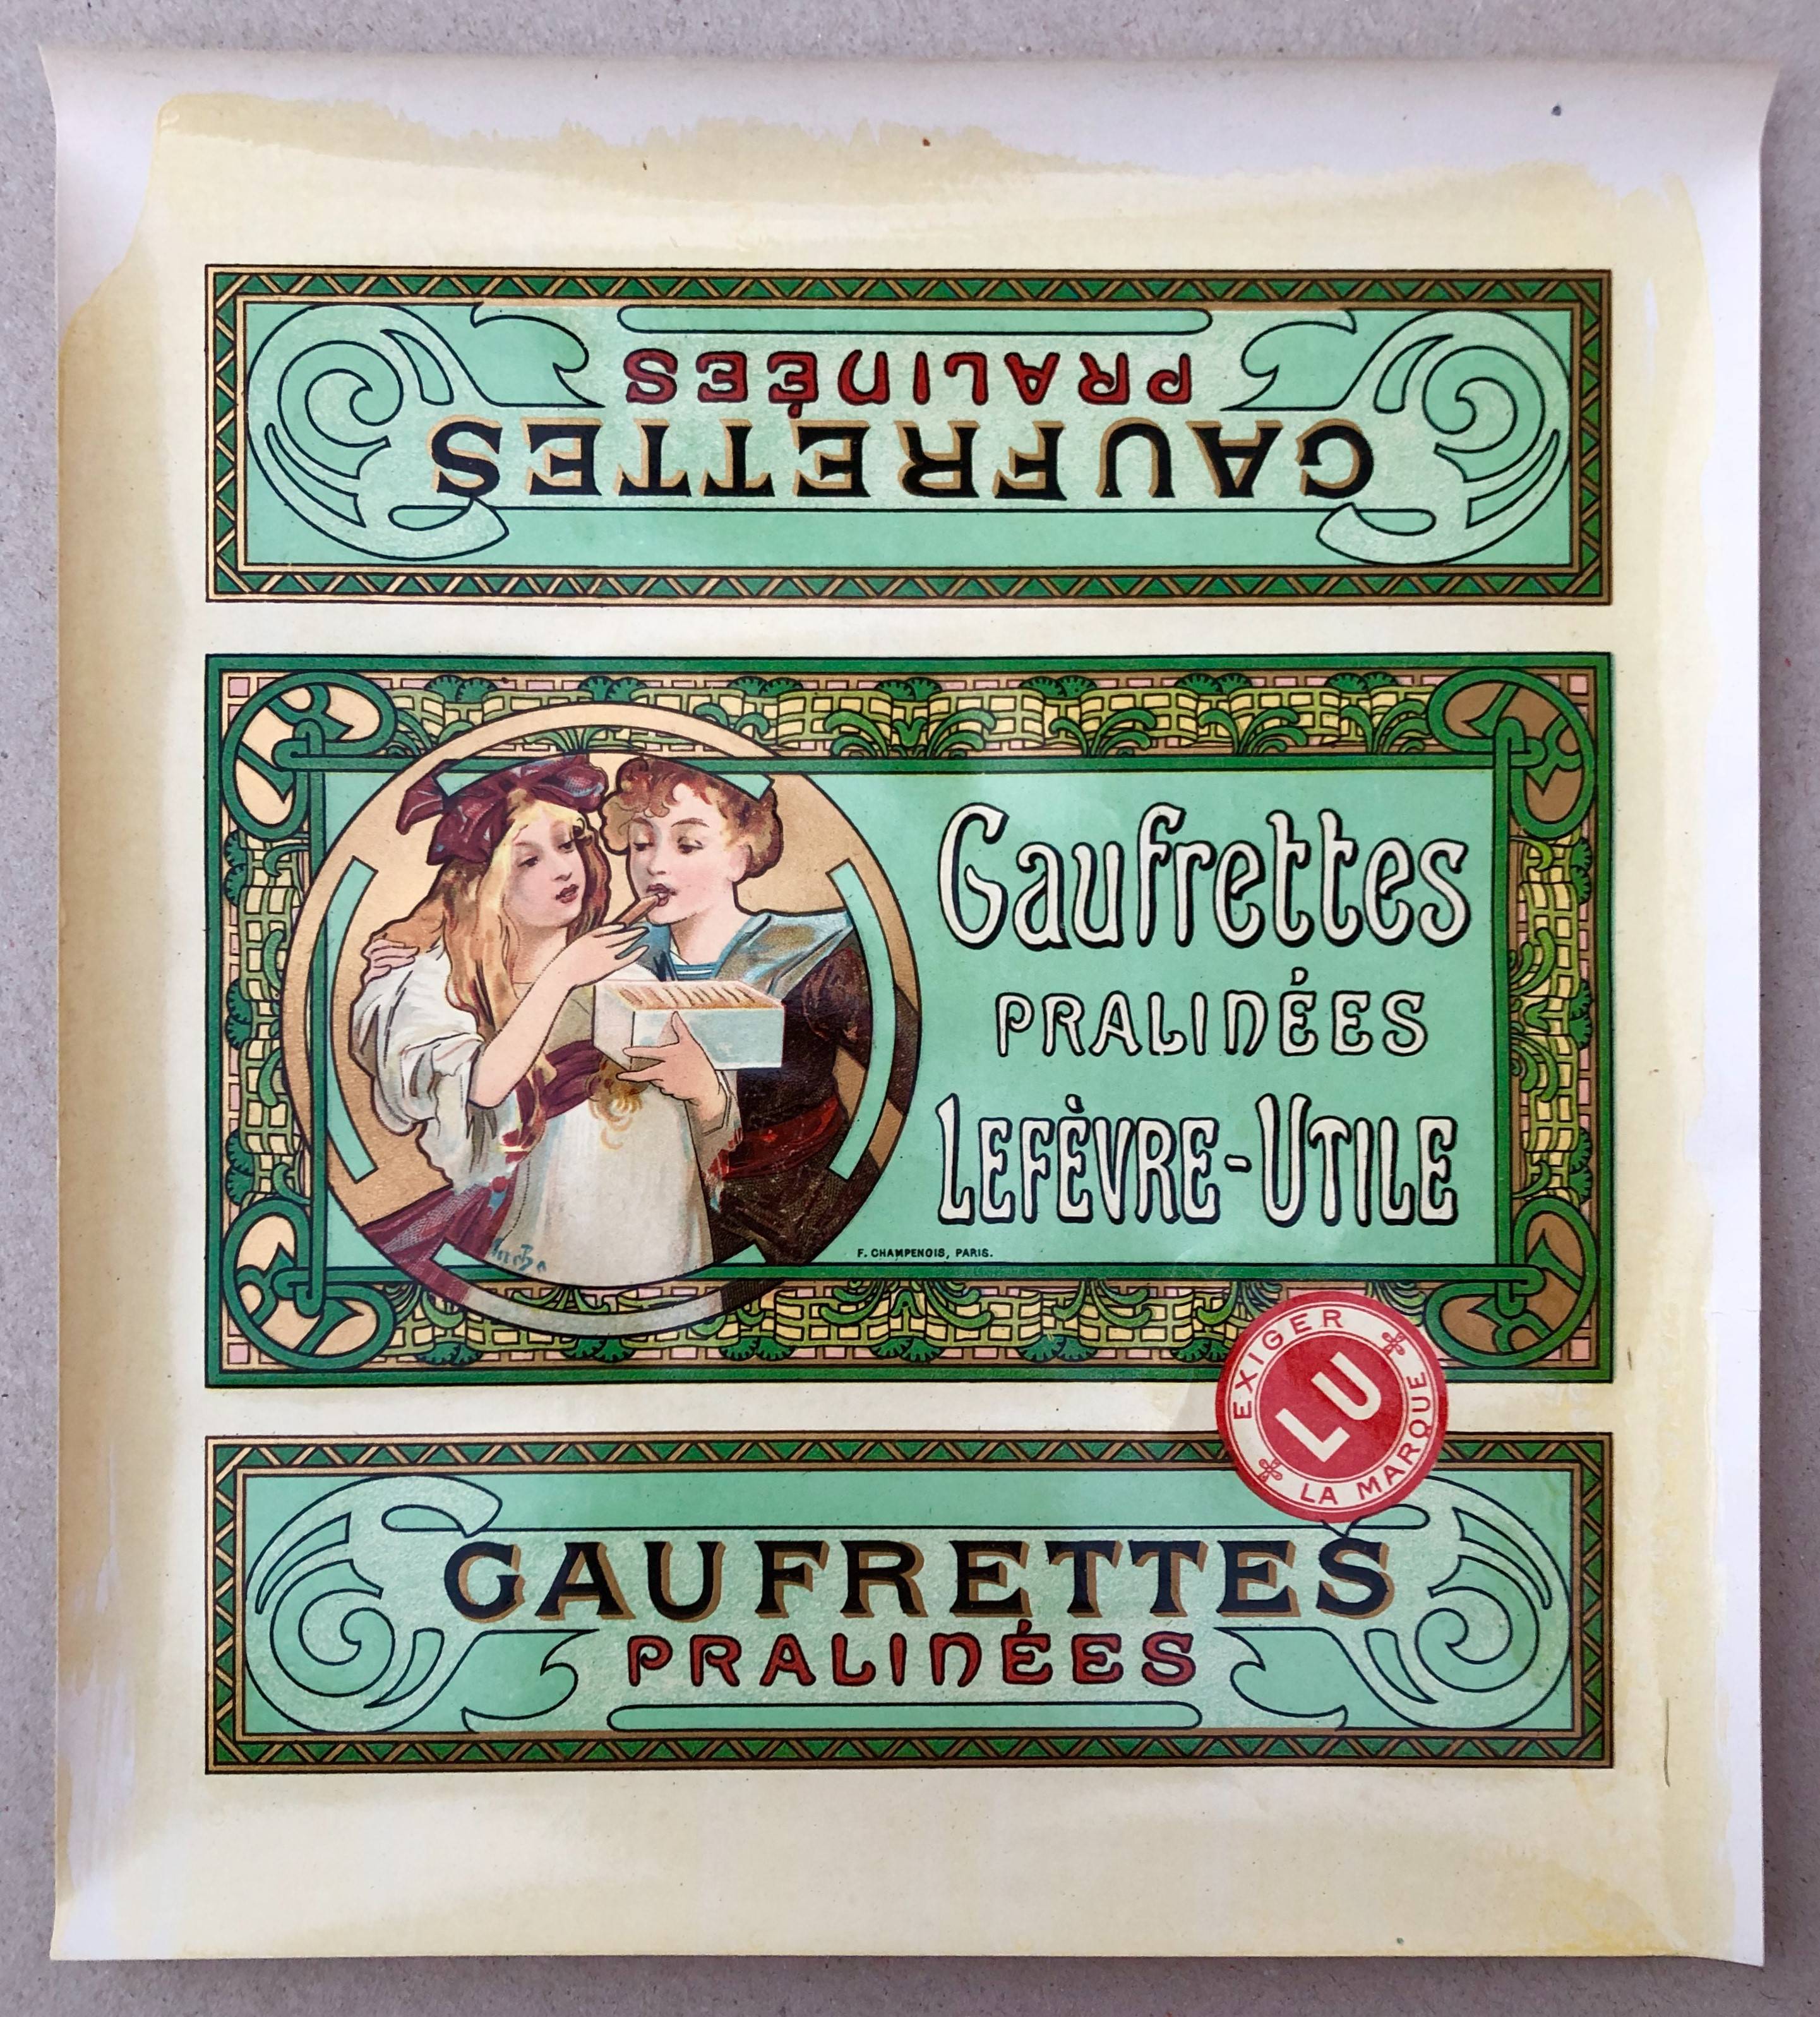 GAUFRETTES
PRALINÉES
Gaufrettes
PRALINÉES
LEFÈVRE-UTILE
F. CHAMPENOIS, PARIS.
EXIGER
LU
LA MARQUE
GAUFRETTES
PRALINÉES